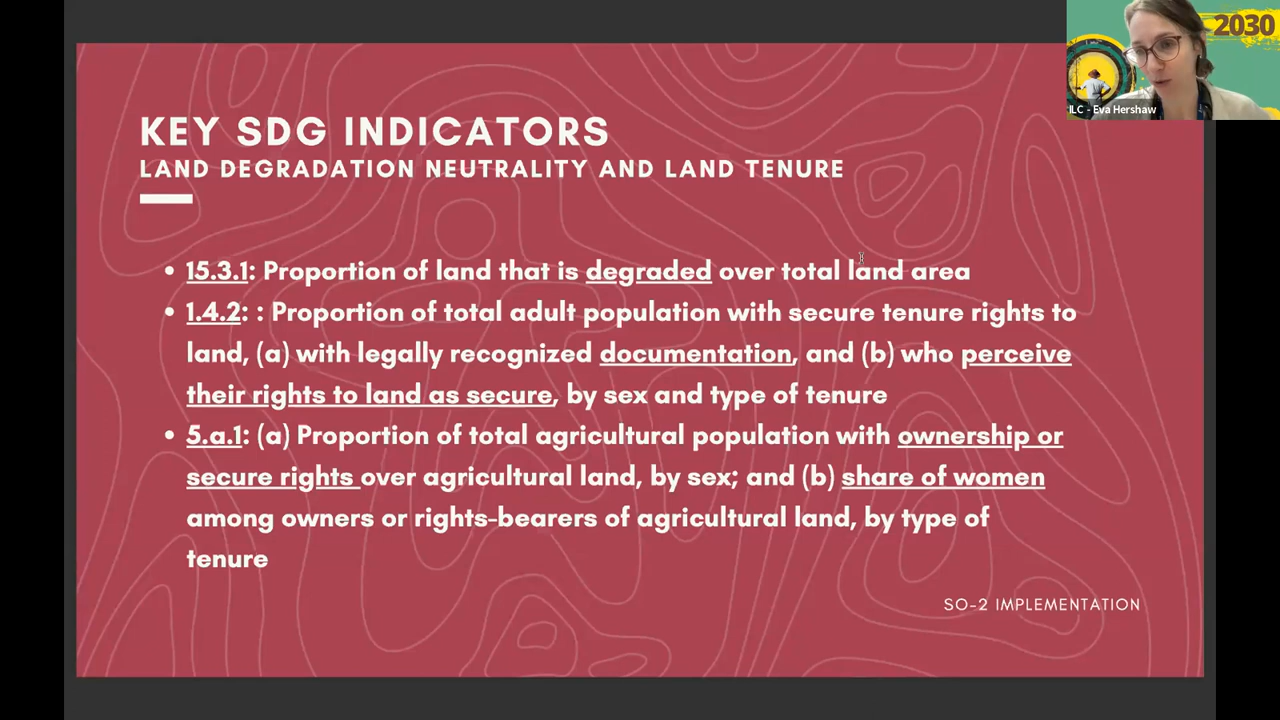 2030
ILC - Eva Hershaw
KEY SDG INDICATORS
LAND DEGRADATION NEUTRALITY AND LAND TENURE
• 15.3.1: Proportion of land that is degraded over total land area
• 1.4.2: : Proportion of total adult population with secure tenure rights to
land, (a) with legally recognized documentation, and (b) who perceive
their rights to land as secure, by sex and type of tenure
• 5.a.1: (a) Proportion of total agricultural population with ownership or
secure rights over agricultural land, by sex; and (b) share of women
among owners or rights-bearers of agricultural land, by type of
tenure
SO-2 IMPLEMENTATION